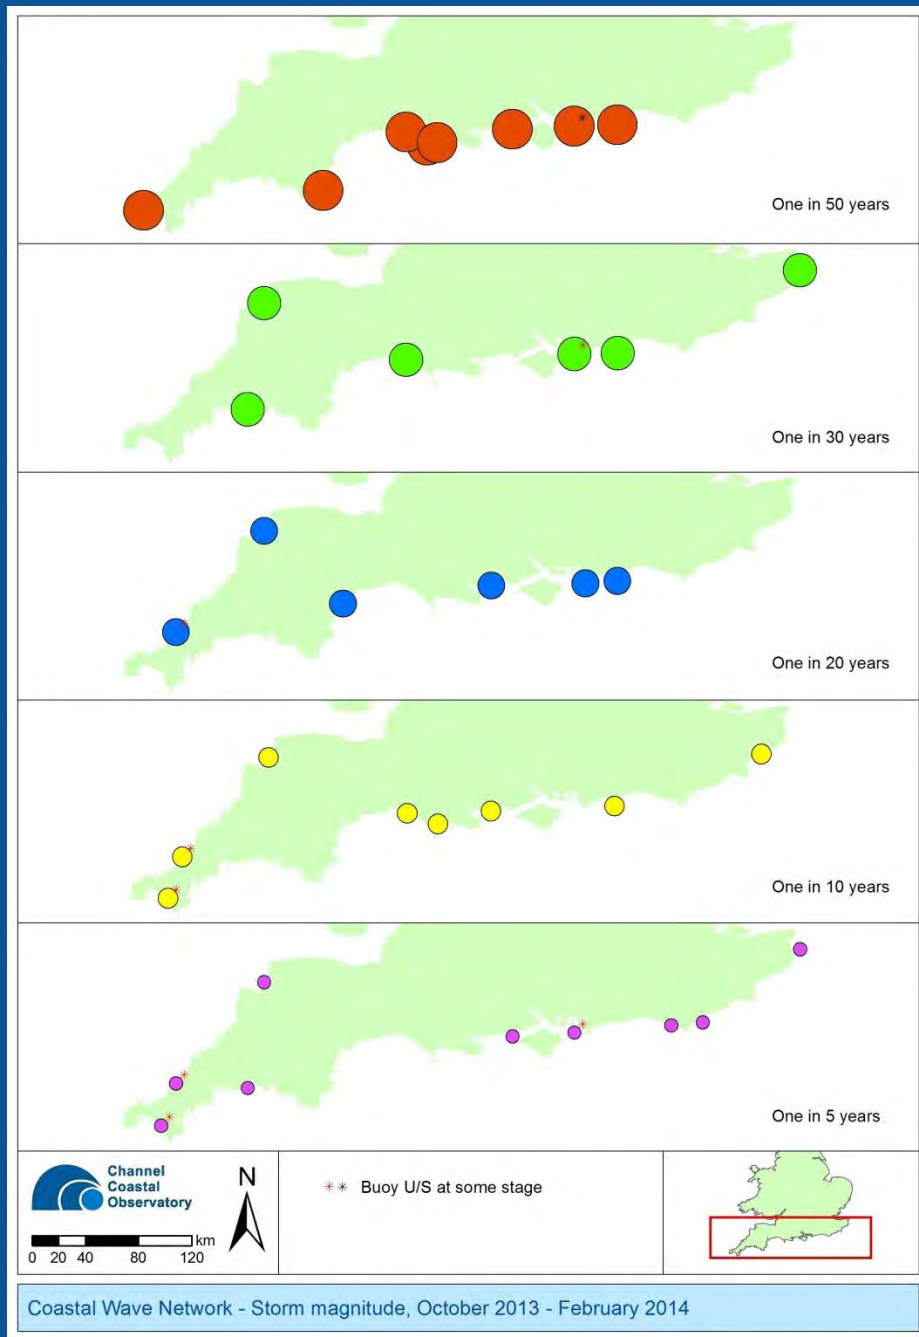 One in 50 years
One in 30 years
One in 20 years
One in 10 years
One in 5 years
Channel
Coastal
Observatory
N
0 20 40 80 120 km
** Buoy U/S at some stage
Coastal Wave Network - Storm magnitude, October 2013 - February 2014